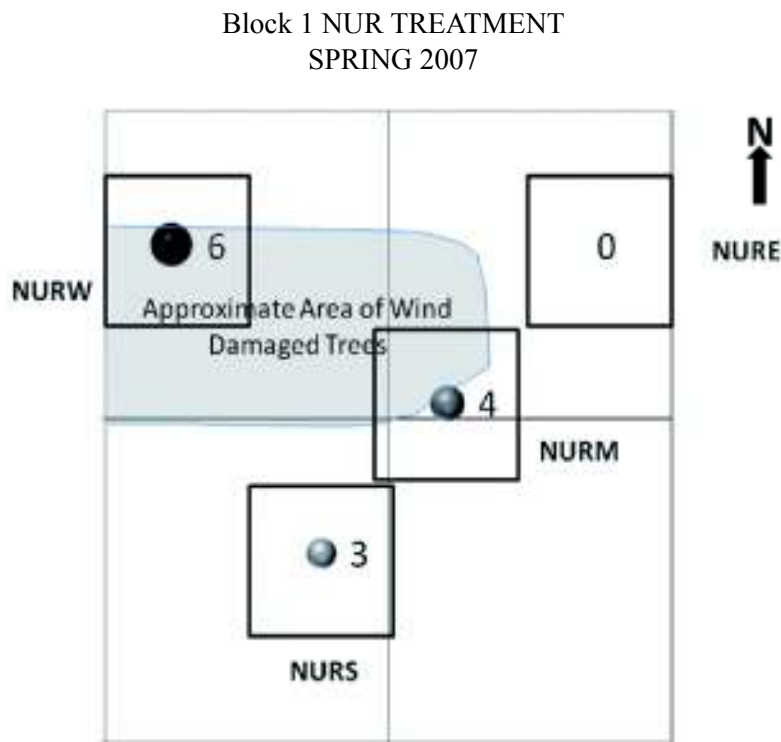 Block 1 NUR TREATMENT
SPRING 2007
N
6
0
NURE
NURW
Approximate Area of Wind
Damaged Trees
4
NURM
3
NURS